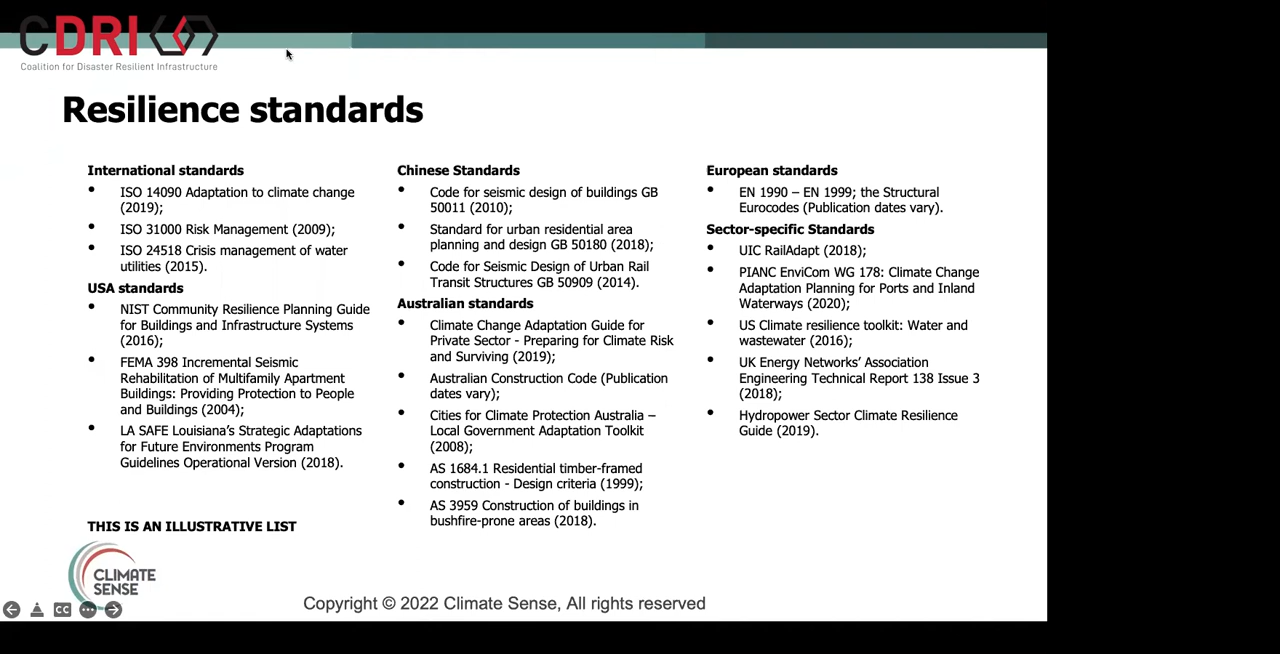 CDRI
Coalition for Disaster Resilient Infrastructure
Resilience standards
International standards
• ISO 14090 Adaptation to climate change
(2019);
• ISO 31000 Risk Management (2009);
• ISO 24518 Crisis management of water
utilities (2015).
USA standards
• NIST Community Resilience Planning Guide
for Buildings and Infrastructure Systems
(2016);
• FEMA 398 Incremental Seismic
Rehabilitation of Multifamily Apartment
Buildings: Providing Protection to People
and Buildings (2004);
• LA SAFE Louisiana's Strategic Adaptations
for Future Environments Program
Guidelines Operational Version (2018).
THIS IS AN ILLUSTRATIVE LIST
Chinese Standards
• Code for seismic design of buildings GB
50011 (2010);
• Standard for urban residential area
planning and design GB 50180 (2018);
• Code for Seismic Design of Urban Rail
Transit Structures GB 50909 (2014).
Australian standards
• Climate Change Adaptation Guide for
Private Sector - Preparing for Climate Risk
and Surviving (2019);
• Australian Construction Code (Publication
dates vary);
• Cities for Climate Protection Australia –
Local Government Adaptation Toolkit
(2008);
• AS 1684.1 Residential timber-framed
construction - Design criteria (1999);
• AS 3959 Construction of buildings in
bushfire-prone areas (2018).
European standards
• EN 1990 – EN 1999; the Structural
Eurocodes (Publication dates vary).
Sector-specific Standards
• UIC RailAdapt (2018);
• PIANC EnviCom WG 178: Climate Change
Adaptation Planning for Ports and Inland
Waterways (2020);
• US Climate resilience toolkit: Water and
wastewater (2016);
• UK Energy Networks' Association
Engineering Technical Report 138 Issue 3
(2018);
• Hydropower Sector Climate Resilience
Guide (2019).
CLIMATE
SENSE
CC
Copyright © 2022 Climate Sense, All rights reserved